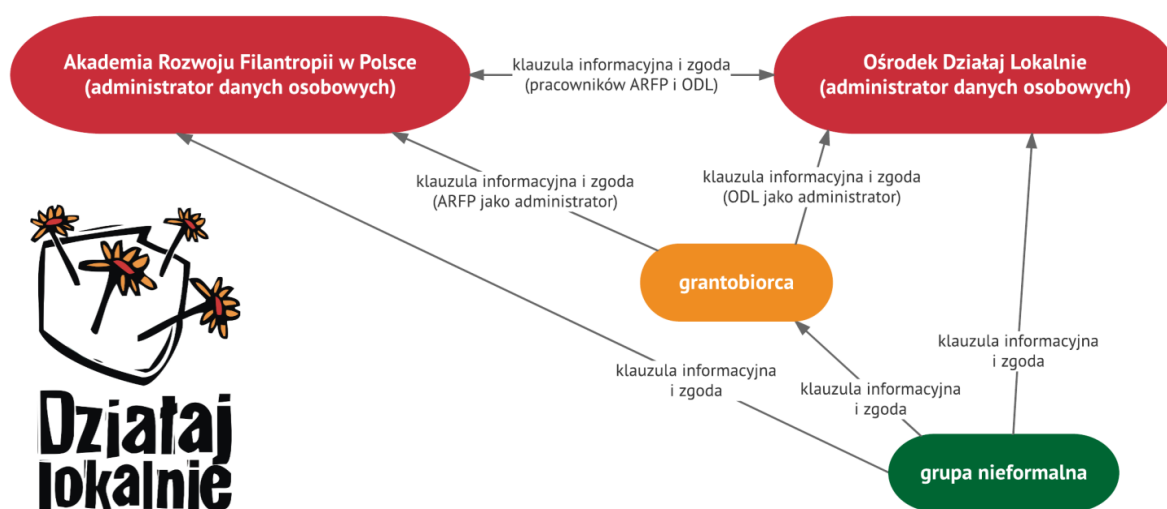 Akademia Rozwoju Filantropii w Polsce
(administrator danych osobowych)
klauzula informacyjna i zgoda
(pracowników ARFP i ODL)
Ośrodek Działaj Lokalnie
(administrator danych osobowych)
klauzula informacyjna i zgoda
(ARFP jako administrator)
klauzula informacyjna i zgoda
(ODL jako administrator)
grantobiorca
klauzula informacyjna
i zgoda
klauzula informacyjna
i zgoda
klauzula informacyjna
i zgoda
grupa nieformalna
Działaj
lokalnie